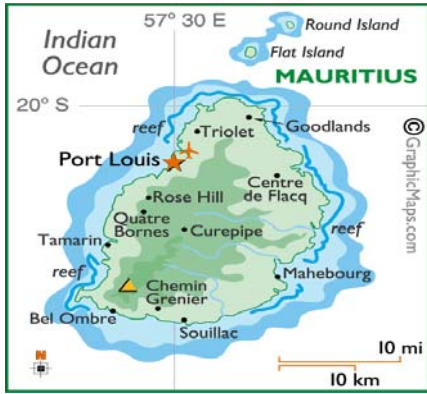 57° 30 E
Round Island
Indian
Ocean
Flat Island
MAURITIUS
20° S
reef
Triolet
Goodlands
Port Louis
Rose Hill
Centre
de Flacq
Quatre
Bornes
Curepipe
Tamarin
reef
reef
Mahebourg
Chemin
Grenier
Bel Ombre
Souillac
10 mi
10 km
N
© GraphicMaps.com